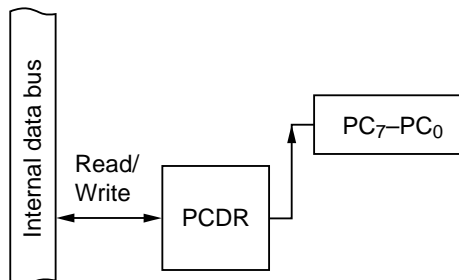 Internal data bus
Read/
Write
PCDR
PC₇–PC₀